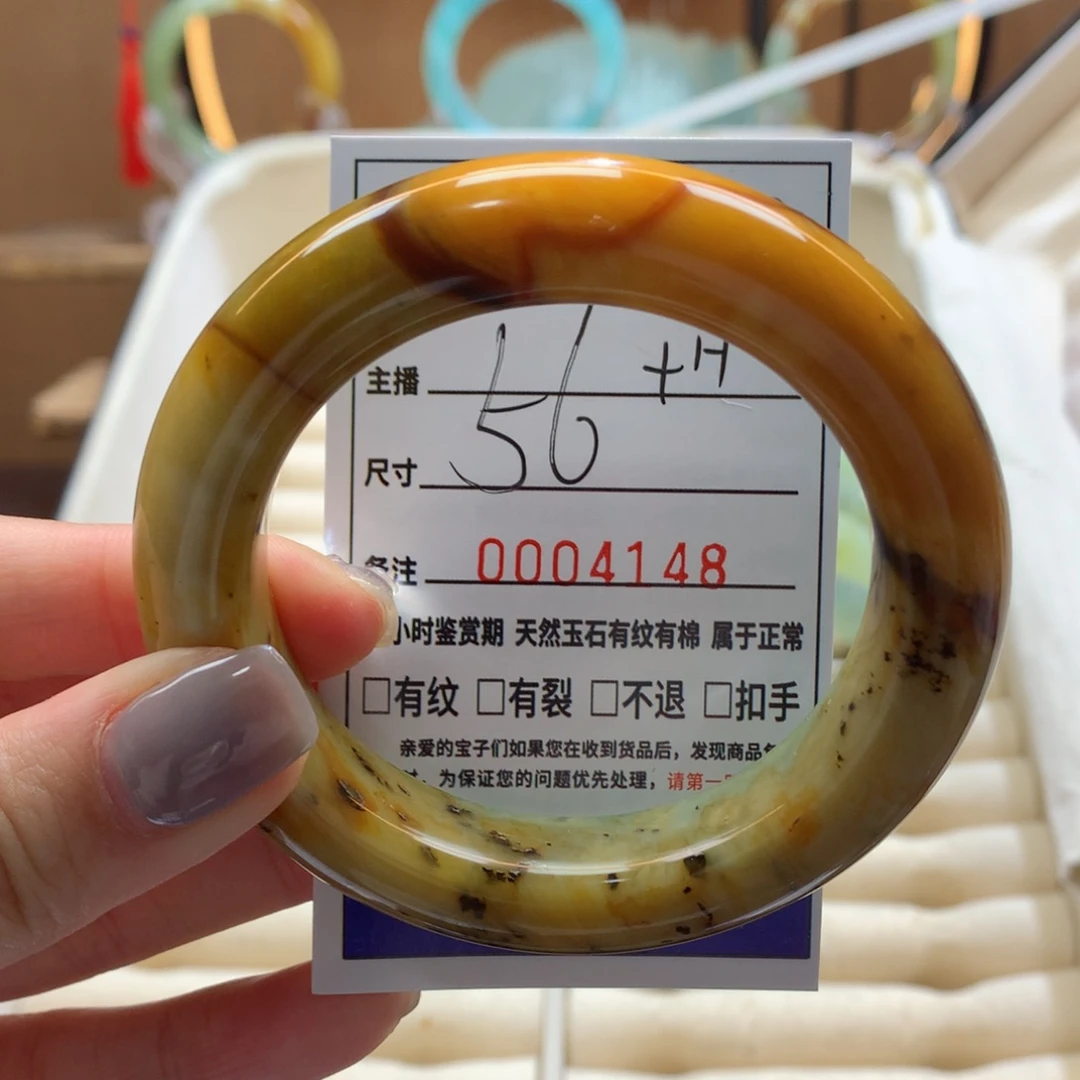 主播
56 +H
尺寸
备注 0004148
小时鉴赏期 天然玉石有纹有棉 属于正常
□有纹 □有裂 □不退 □扣手
亲爱的宝子们如果您在收到货品后，发现商品
为保证您的问题优先处理，请第一